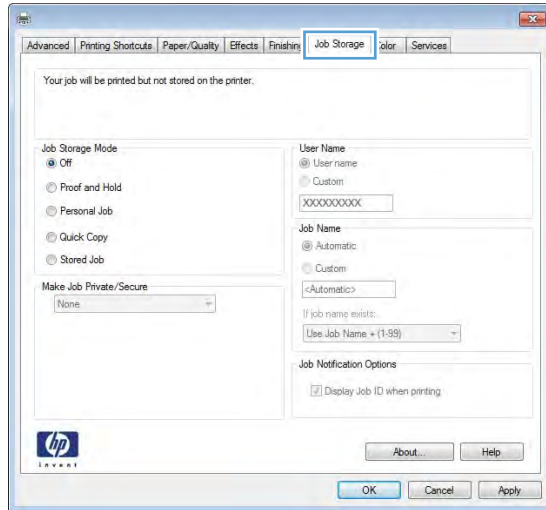 Advanced Printing Shortcuts Paper/Quality Effects Finishing Job Storage Color Services
Your job will be printed but not stored on the printer.
Job Storage Mode
Off
Proof and Hold
Personal Job
Quick Copy
Stored Job
Make Job Private/Secure
None
User Name
User name
Custom
XXXXXXXXX
Job Name
Automatic
Custom
<Automatic>
If job name exists:
Use Job Name + (1-99)
Job Notification Options
Display Job ID when printing
hp
invent
About... Help
OK Cancel Apply